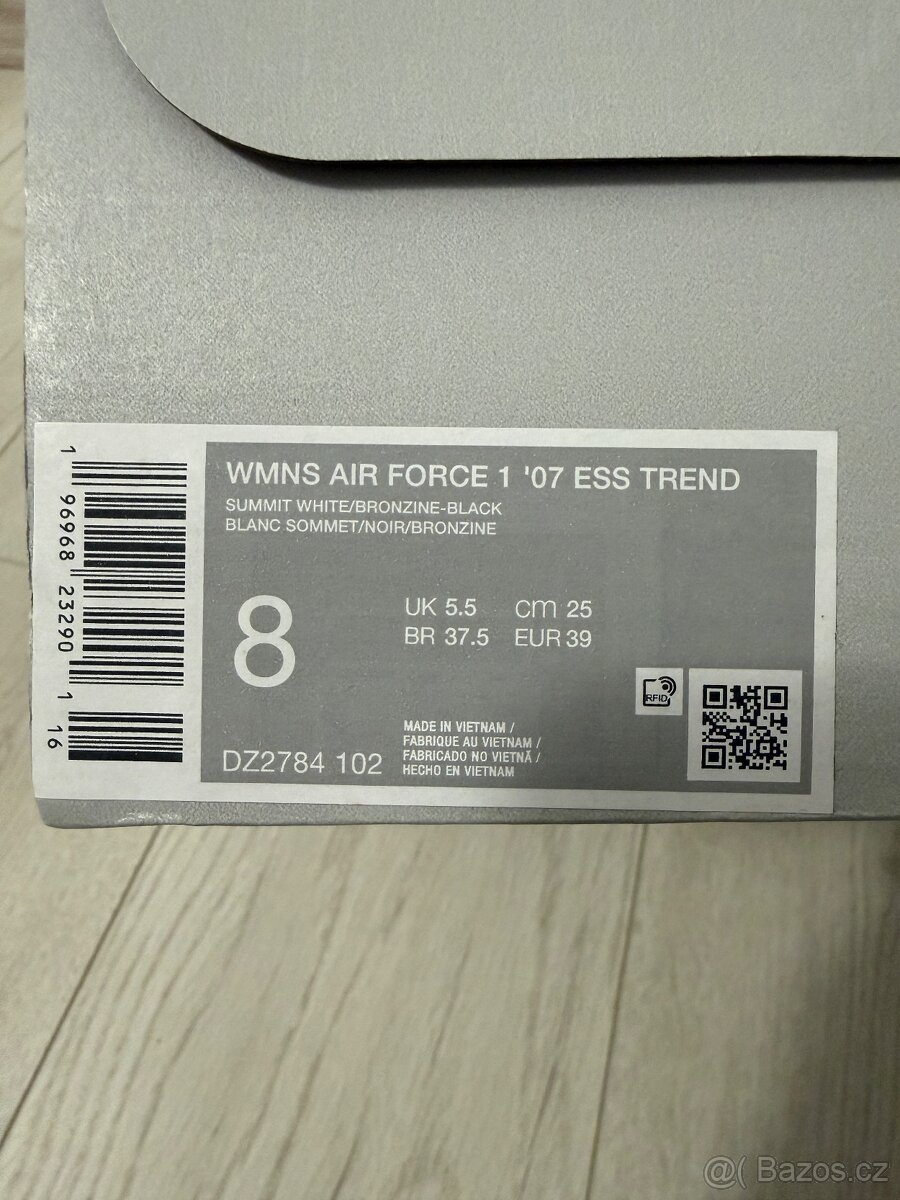 WMNS AIR FORCE 1 '07 ESS TREND
SUMMIT WHITE/BRONZINE-BLACK
BLANC SOMMET/NOIR/BRONZINE
8
UK 5.5 cm 25
BR 37.5 EUR 39
RFID
DZ2784 102
MADE IN VIETNAM /
FABRIQUE AU VIETNAM /
FABRICADO NO VIETNÃ /
HECHO EN VIETNAM
1 96968 23290 1 16
@( Bazos.cz